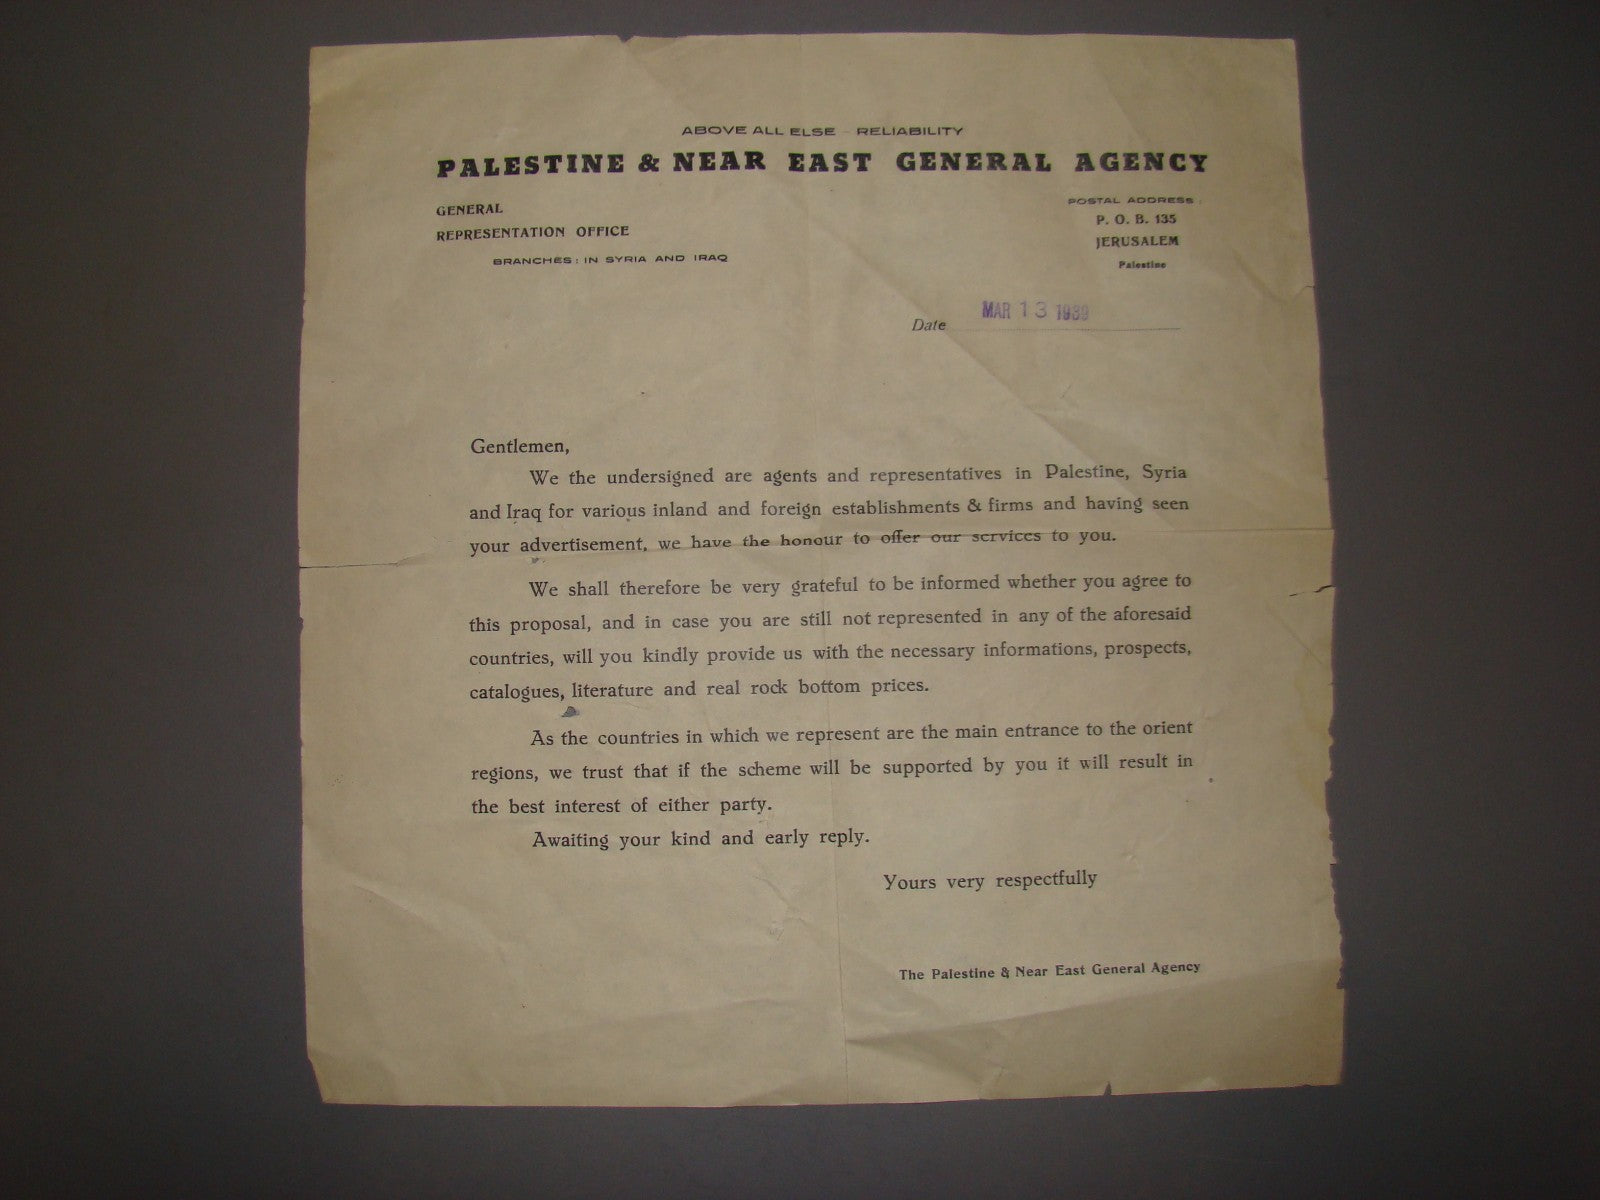 ABOVE ALL ELSE - RELIABILITY
PALESTINE & NEAR EAST GENERAL AGENCY
GENERAL
REPRESENTATION OFFICE
BRANCHES: IN SYRIA AND IRAQ
POSTAL ADDRESS:
P. O. B. 135
JERUSALEM
Palestine
Date MAR 13 1939
Gentlemen,
We the undersigned are agents and representatives in Palestine, Syria
and Iraq for various inland and foreign establishments & firms and having seen
your advertisement, we have the honour to offer our services to you.
We shall therefore be very grateful to be informed whether you agree to
this proposal, and in case you are still not represented in any of the aforesaid
countries, will you kindly provide us with the necessary informations, prospects,
catalogues, literature and real rock bottom prices.
As the countries in which we represent are the main entrance to the orient
regions, we trust that if the scheme will be supported by you it will result in
the best interest of either party.
Awaiting your kind and early reply.
Yours very respectfully
The Palestine & Near East General Agency